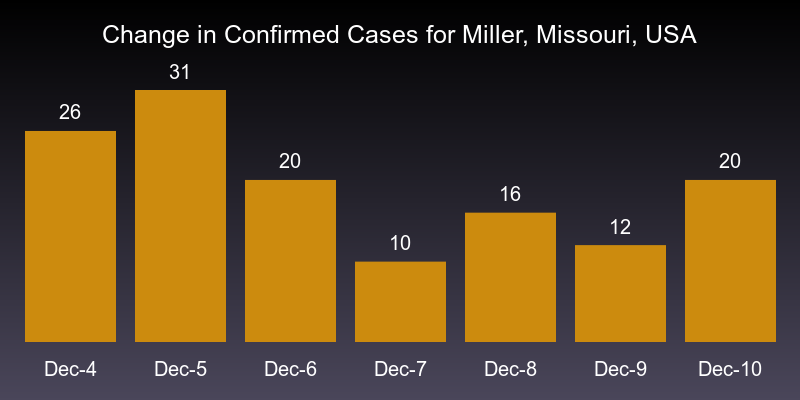 Change in Confirmed Cases for Miller, Missouri, USA
26
31
20
10
16
12
20
Dec-4
Dec-5
Dec-6
Dec-7
Dec-8
Dec-9
Dec-10